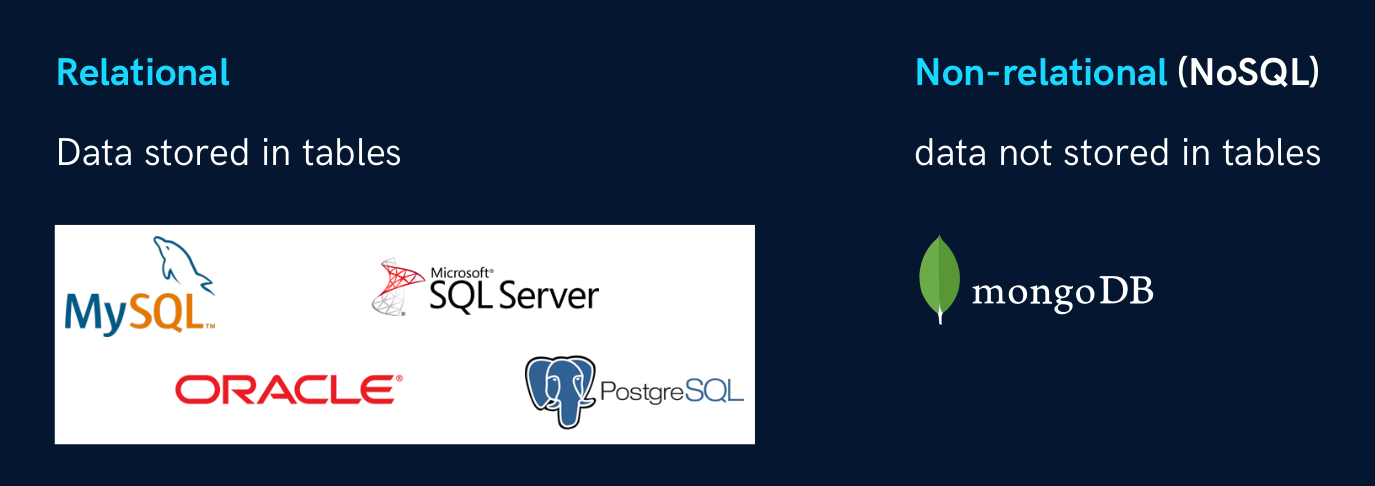 Relational
Data stored in tables
MySQL™
Microsoft®
SQL Server®
ORACLE®
PostgreSQL
Non-relational (NoSQL)
data not stored in tables
mongoDB